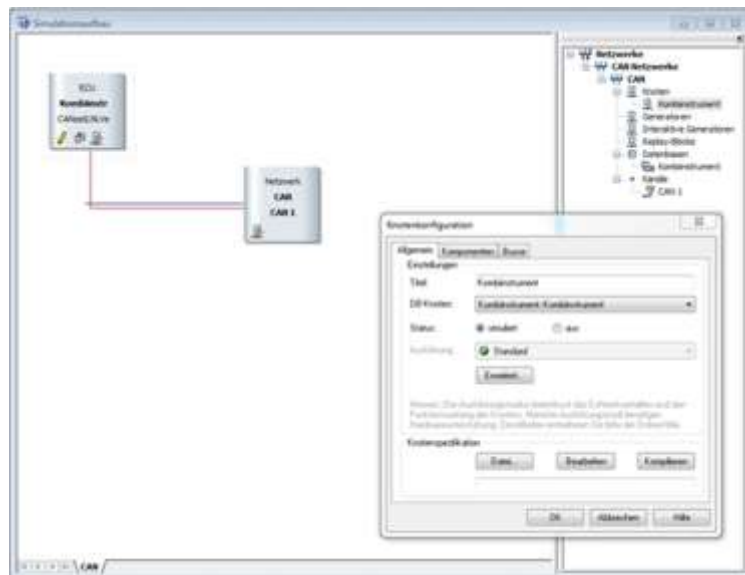 Simulationsaufbau
ECU
Kombiinstr
Netzwerk
CAN
CAN 1
CAN
Netzwerke
CAN Netzwerke
CAN
Knoten
Kombiinstrument
Generatoren
Interaktive Generatoren
Replay-Blöcke
Datenbasen
Kombiinstrument
Kanäle
CAN 1
Knotenkonfiguration
Allgemein Komponenten Busse
Einstellungen
Titel: Kombiinstrument
DB-Knoten: Kombiinstrument::Kombiinstrument
Status: simuliert aus
Ausführung: Standard
Erweitert...
Knotenspezifikation
Datei... Bearbeiten Kompilieren
OK Abbrechen Hilfe